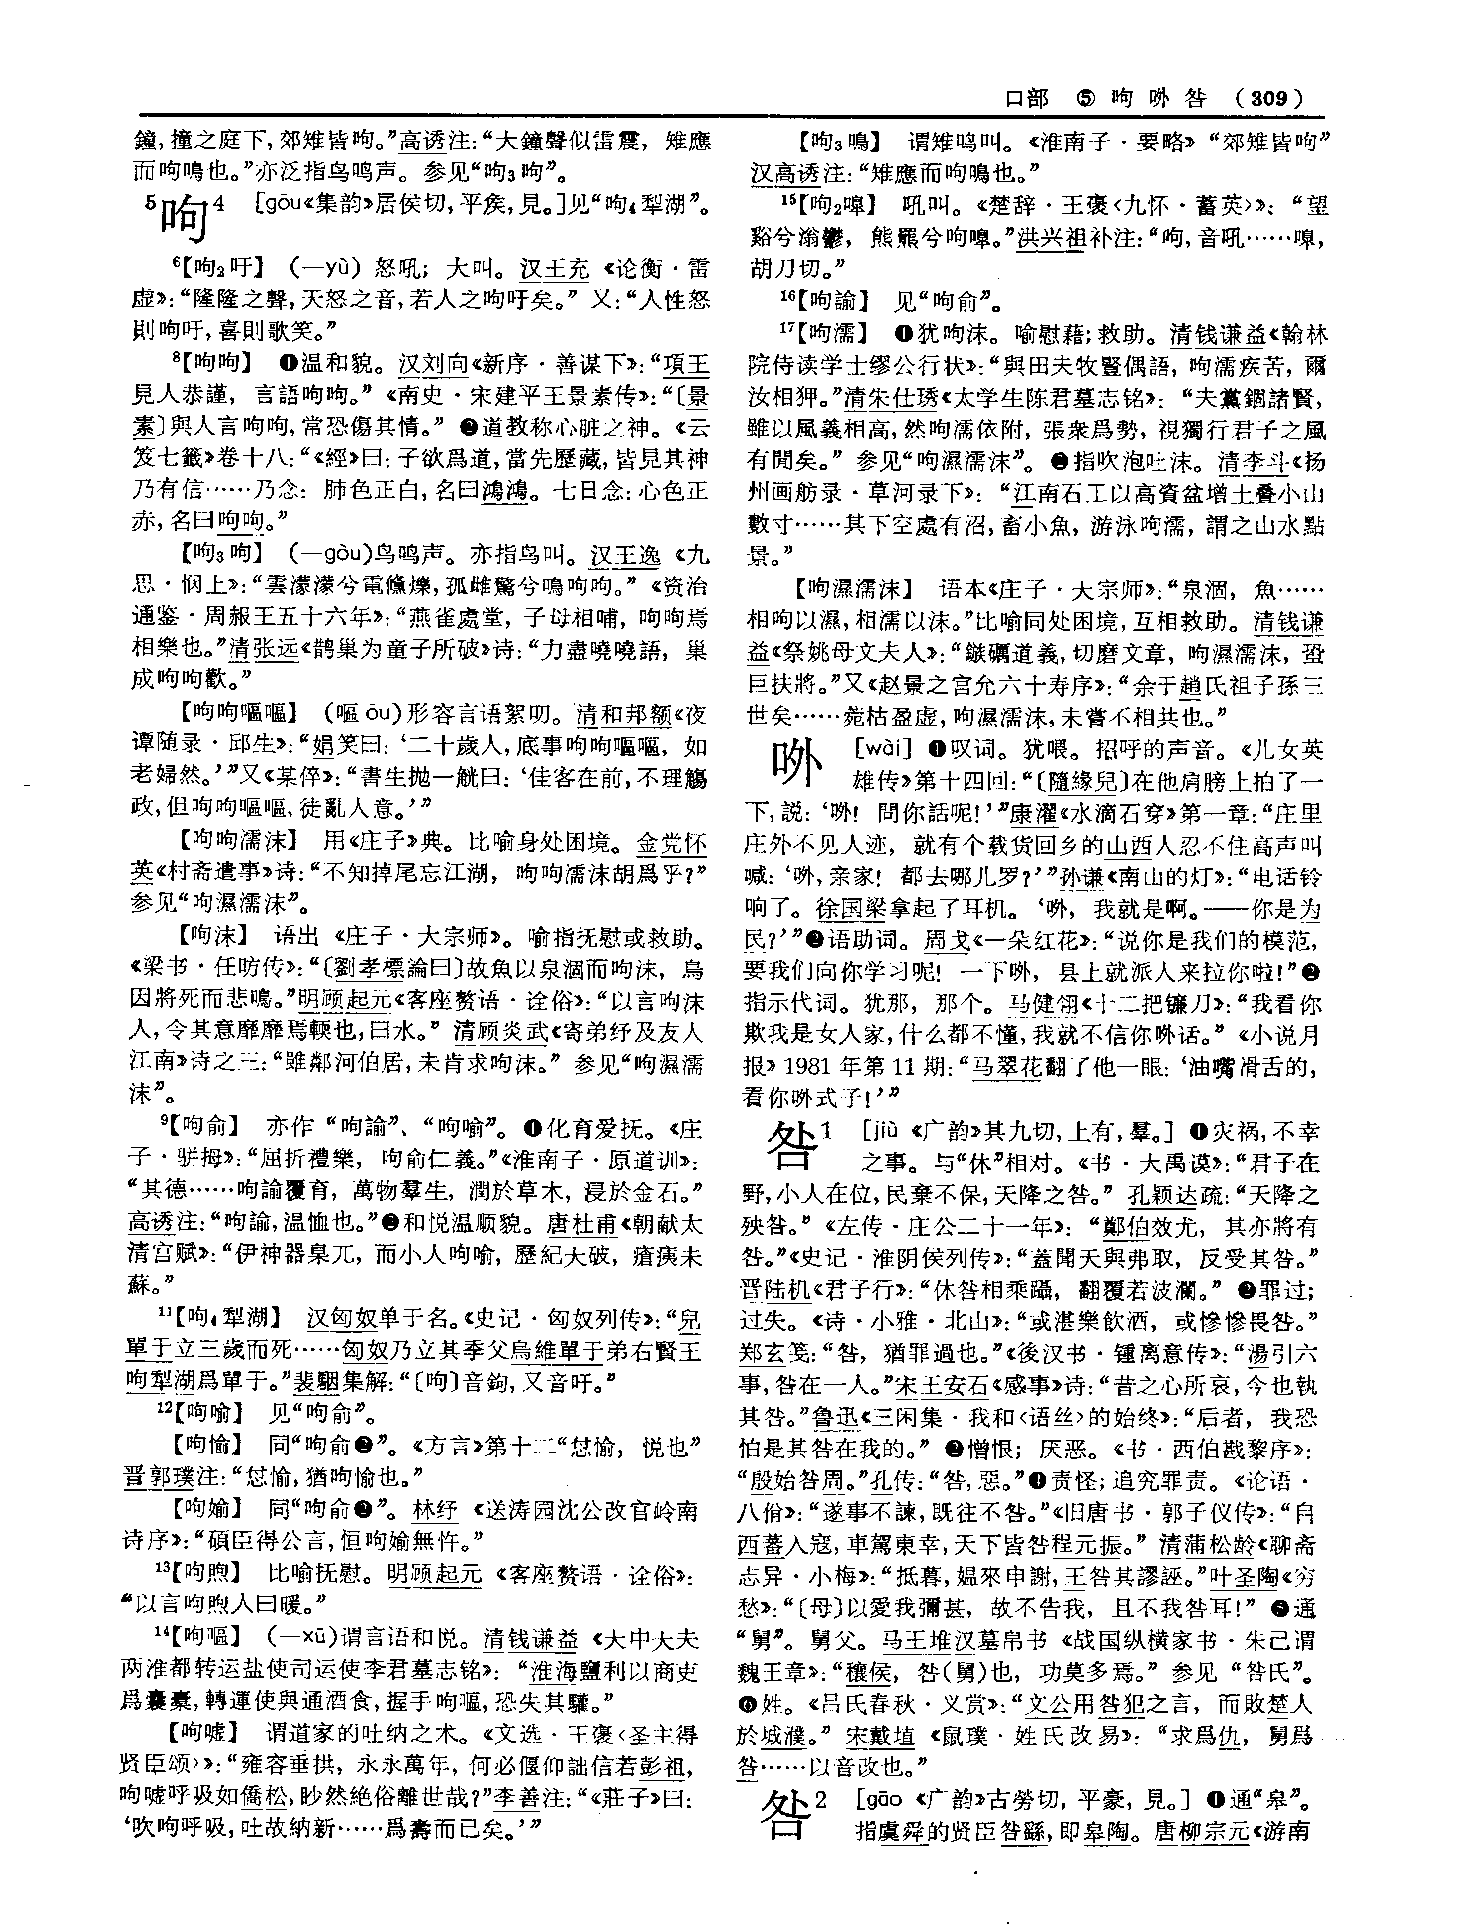 口部 ⑤ 呴 哵 咎 (309)
鐘,撞之庭下,郊雉皆呴。”高诱注:“大鐘聲似雷震, 雉應
而呴鳴也。”亦泛指鸟鸣声。 参见“呴₃呴”。
⁵呴4 [gōu《集韵》居侯切,平矦,見。]见“呴₄犁湖”。
⁶【呴₂吁】 (—yù) 怒吼; 大叫。 汉王充《论衡·雷
虚》:“隆隆之聲,天怒之音,若人之呴吁矣。” 又:“人性怒
則呴吁,喜則歌笑。”
⁸【呴呴】 ❶温和貌。 汉刘向《新序·善谋下》:“項王
見人恭謹, 言語呴呴。” 《南史·宋建平王景素传》:“〔景
素〕與人言呴呴,常恐傷其情。” ❷道教称心脏之神。《云
笈七籤》卷十八:“《經》曰:子欲爲道,當先歷藏,皆見其神
乃有信……乃念: 肺色正白,名曰鴻鴻。七日念:心色正
赤,名曰呴呴。”
【呴₃呴】 (—gòu)鸟鸣声。亦指鸟叫。汉王逸《九
思·悯上》:“雲濛濛兮電儵爍,孤雌驚兮鳴呴呴。” 《资治
通鉴·周赧王五十六年》:“燕雀處堂, 子母相哺, 呴呴焉
相樂也。”清张远《鹊巢为童子所破》诗:“力盡嘵嘵語, 巢
成呴呴歡。”
【呴呴嘔嘔】 (嘔 ōu)形容言语絮叨。清和邦额《夜
谭随录·邱生》:“娟笑曰: ‘二十歲人,底事呴呴嘔嘔, 如
老婦然。’”又《某倅》:“書生抛一觥曰: ‘佳客在前,不理觴
政,但呴呴嘔嘔,徒亂人意。’”
【呴呴濡沫】 用《庄子》典。比喻身处困境。金党怀
英《村斋遣事》诗:“不知掉尾忘江湖, 呴呴濡沫胡爲乎?”
参见“呴濕濡沫”。
【呴沫】 语出《庄子·大宗师》。喻指抚慰或救助。
《梁书·任昉传》:“〔劉孝標論曰〕故魚以泉涸而呴沫, 鳥
因將死而悲鳴。”明顾起元《客座赘语·诠俗》:“以言呴沫
人,令其意靡靡焉輭也,曰水。” 清顾炎武《寄弟纾及友人
江南》诗之三:“雖鄰河伯居,未肯求呴沫。” 参见“呴濕濡
沫”。
⁹【呴俞】 亦作“呴諭”、“呴喻”。❶化育爱抚。《庄
子·骈拇》:“屈折禮樂, 呴俞仁義。”《淮南子·原道训》:
“其德……呴諭覆育, 萬物羣生, 潤於草木, 浸於金石。”
高诱注:“呴諭,温恤也。”❷和悦温顺貌。唐杜甫《朝献太
清宫赋》:“伊神器臬兀, 而小人呴喻, 歷紀大破, 瘡痍未
蘇。”
¹¹【呴₄犁湖】 汉匈奴单于名。《史记·匈奴列传》:“兒
單于立三歲而死……匈奴乃立其季父烏維單于弟右賢王
呴犁湖爲單于。”裴駰集解:“〔呴〕音鉤,又音吁。”
¹²【呴喻】 见“呴俞”。
【呴愉】 同“呴俞❷”。《方言》第十二“怤愉, 悦也”
晋郭璞注:“怤愉,猶呴愉也。”
【呴媮】 同“呴俞❷”。林纾《送涛园沈公改官岭南
诗序》:“碩臣得公言,恒呴媮無忤。”
¹³【呴煦】 比喻抚慰。明顾起元《客座赘语·诠俗》:
“以言呴煦人曰暖。”
¹⁴【呴嘔】 (—xū)谓言语和悦。清钱谦益《大中大夫
两淮都转运盐使司运使李君墓志铭》: “淮海鹽利以商吏
爲囊橐,轉運使與通酒食,握手呴嘔,恐失其驩。”
【呴嘘】 谓道家的吐纳之术。《文选·王褒〈圣主得
贤臣颂〉》:“雍容垂拱, 永永萬年, 何必偃仰詘信若彭祖,
呴嘘呼吸如僑松,眇然絶俗離世哉?”李善注:“《莊子》曰:
‘吹呴呼吸,吐故纳新……爲壽而已矣。’”
【呴₃鳴】 谓雉鸣叫。《淮南子·要略》“郊雉皆呴”
汉高诱注:“雉應而呴鳴也。”
¹⁵【呴₂嘷】 吼叫。《楚辞·王褒〈九怀·蓄英〉》: “望
谿兮滃鬱, 熊羆兮呴嘷。”洪兴祖补注:“呴,音吼……嘷,
胡刀切。”
¹⁶【呴諭】 见“呴俞”。
¹⁷【呴濡】 ❶犹呴沫。喻慰藉;救助。清钱谦益《翰林
院侍读学士缪公行状》:“與田夫牧豎偶語, 呴濡疾苦, 爾
汝相狎。”清朱仕琇《太学生陈君墓志铭》: “夫黨錮諸賢,
雖以風義相高,然呴濡依附, 張衆爲勢, 視獨行君子之風
有閒矣。” 参见“呴濕濡沫”。❷指吹泡吐沫。清李斗《扬
州画舫录·草河录下》: “江南石工以高資盆增土叠小山
數寸……其下空處有沼,畜小魚, 游泳呴濡, 謂之山水點
景。”
【呴濕濡沫】 语本《庄子·大宗师》:“泉涸, 魚……
相呴以濕,相濡以沫。”比喻同处困境,互相救助。清钱谦
益《祭姚母文夫人》:“鏃礪道義,切磨文章, 呴濕濡沫, 蛩
巨扶將。”又《赵景之宫允六十寿序》:“余于趙氏祖子孫三
世矣……菀枯盈虚,呴濕濡沫,未嘗不相共也。”
哵 [wài] ❶叹词。犹喂。招呼的声音。《儿女英
雄传》第十四回:“〔隨緣兒〕在他肩膀上拍了一
下,説: ‘哵! 問你話呢!’”康濯《水滴石穿》第一章:“庄里
庄外不见人迹, 就有个载货回乡的山西人忍不住高声叫
喊: ‘哵,亲家! 都去哪儿罗?’”孙谦《南山的灯》:“电话铃
响了。徐国梁拿起了耳机。‘哵, 我就是啊。——你是为
民?’”❷语助词。周戈《一朵红花》:“说你是我们的模范,
要我们向你学习呢! 一下哵, 县上就派人来拉你啦!”❷
指示代词。犹那, 那个。马健翎《十二把镰刀》:“我看你
欺我是女人家,什么都不懂,我就不信你哵话。” 《小说月
报》1981 年第 11 期:“马翠花翻了他一眼: ‘油嘴滑舌的,
看你哵式子!’”
咎1 [jiù《广韵》其九切,上有,羣。] ❶灾祸,不幸
之事。与“休”相对。《书·大禹谟》:“君子在
野,小人在位,民棄不保,天降之咎。” 孔颖达疏:“天降之
殃咎。” 《左传·庄公二十一年》: “鄭伯效尤, 其亦將有
咎。”《史记·淮阴侯列传》:“蓋聞天與弗取, 反受其咎。”
晋陆机《君子行》:“休咎相乘躡, 翻覆若波瀾。” ❷罪过;
过失。《诗·小雅·北山》:“或湛樂飲酒, 或慘慘畏咎。”
郑玄笺:“咎, 猶罪過也。”《後汉书·锺离意传》:“湯引六
事,咎在一人。”宋王安石《感事》诗:“昔之心所哀,今也執
其咎。”鲁迅《三闲集·我和〈语丝〉的始终》:“后者, 我恐
怕是其咎在我的。” ❷憎恨; 厌恶。《书·西伯戡黎序》:
“殷始咎周。”孔传:“咎,惡。”❹责怪;追究罪责。《论语·
八佾》:“遂事不諫,既往不咎。”《旧唐书·郭子仪传》:“自
西蕃入寇,車駕東幸,天下皆咎程元振。” 清蒲松龄《聊斋
志异·小梅》:“抵暮,媪來申謝,王咎其謬誣。”叶圣陶《穷
愁》:“〔母〕以愛我彌甚, 故不告我, 且不我咎耳!” ❺通
“舅”。舅父。马王堆汉墓帛书《战国纵横家书·朱己谓
魏王章》:“穰侯, 咎(舅)也, 功莫多焉。” 参见“咎氏”。
❻姓。《吕氏春秋·义赏》:“文公用咎犯之言, 而敗楚人
於城濮。” 宋戴埴《鼠璞·姓氏改易》: “求爲仇, 舅爲
咎……以音改也。”
咎2 [gāo《广韵》古勞切,平豪,見。] ❶通“皋”。
指虞舜的贤臣咎繇,即皋陶。唐柳宗元《游南